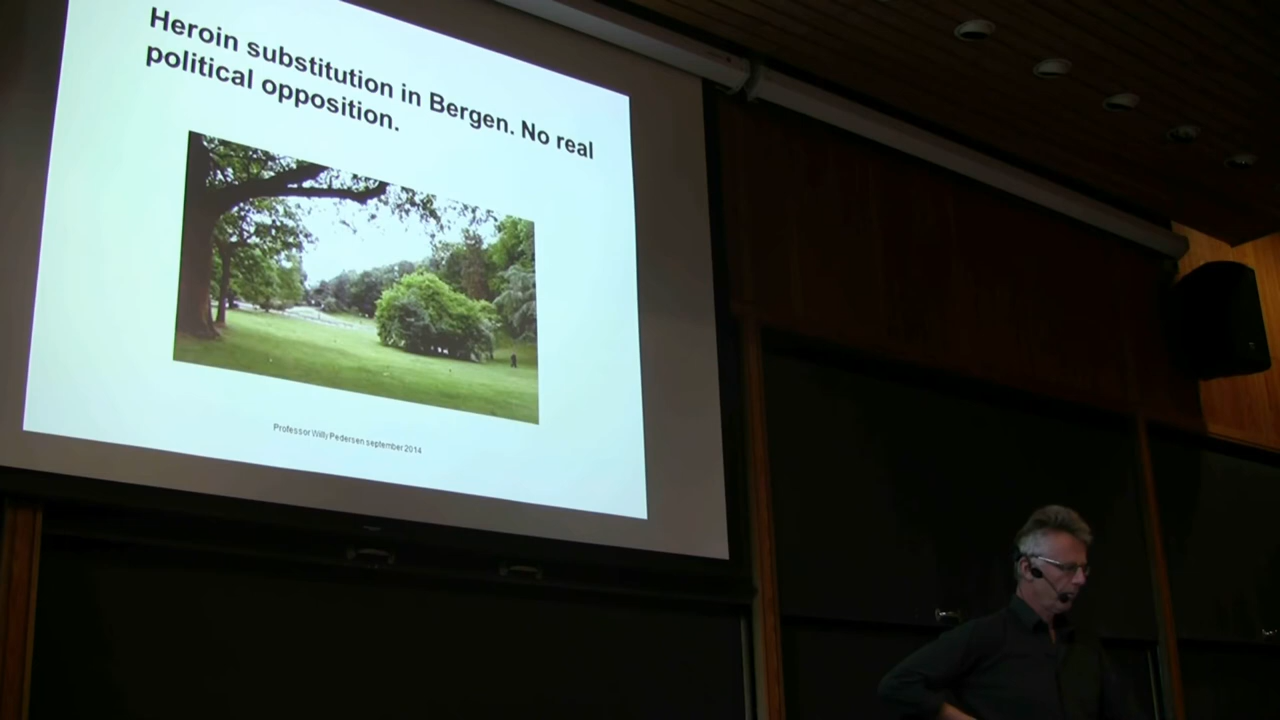 Heroin substitution in Bergen. No real
political opposition.
Professor Willy Pedersen september 2014